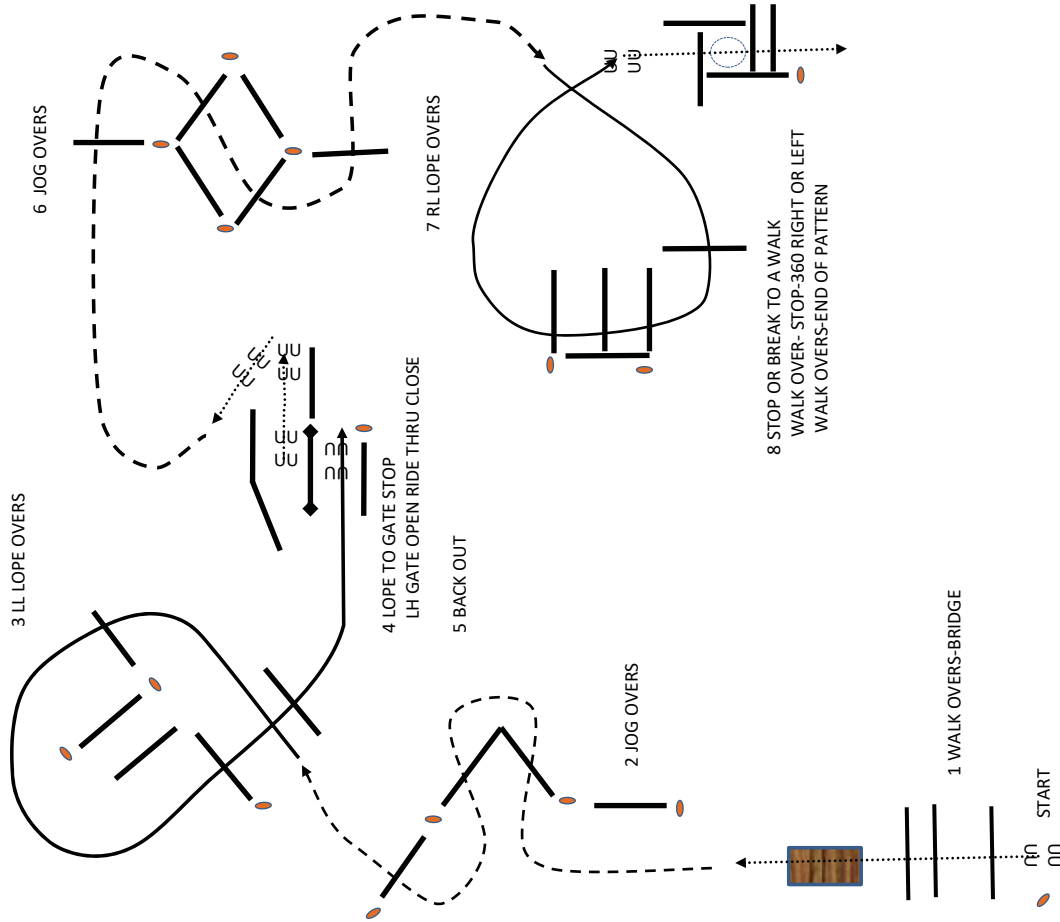 START
1 WALK OVERS-BRIDGE
2 JOG OVERS
3 LL LOPE OVERS
4 LOPE TO GATE STOP
LH GATE OPEN RIDE THRU CLOSE
5 BACK OUT
6 JOG OVERS
7 RL LOPE OVERS
8 STOP OR BREAK TO A WALK
WALK OVER- STOP-360 RIGHT OR LEFT
WALK OVERS-END OF PATTERN